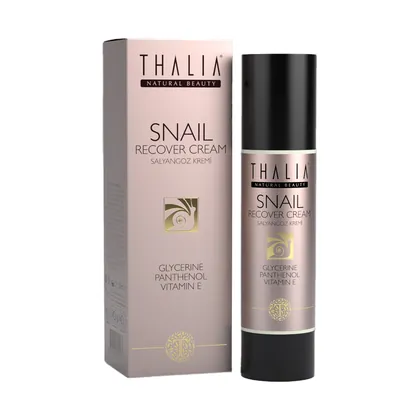 THALIA
NATURAL BEAUTY
SNAIL
RECOVER CREAM
SALYANGOZ KREMİ
GLYCERINE
PANTHENOL
VITAMIN E
THALIA
NATURAL BEAUTY
SNAIL
RECOVER CREAM
SALYANGOZ KREMİ
GLYCERINE
PANTHENOL
VITAMIN E